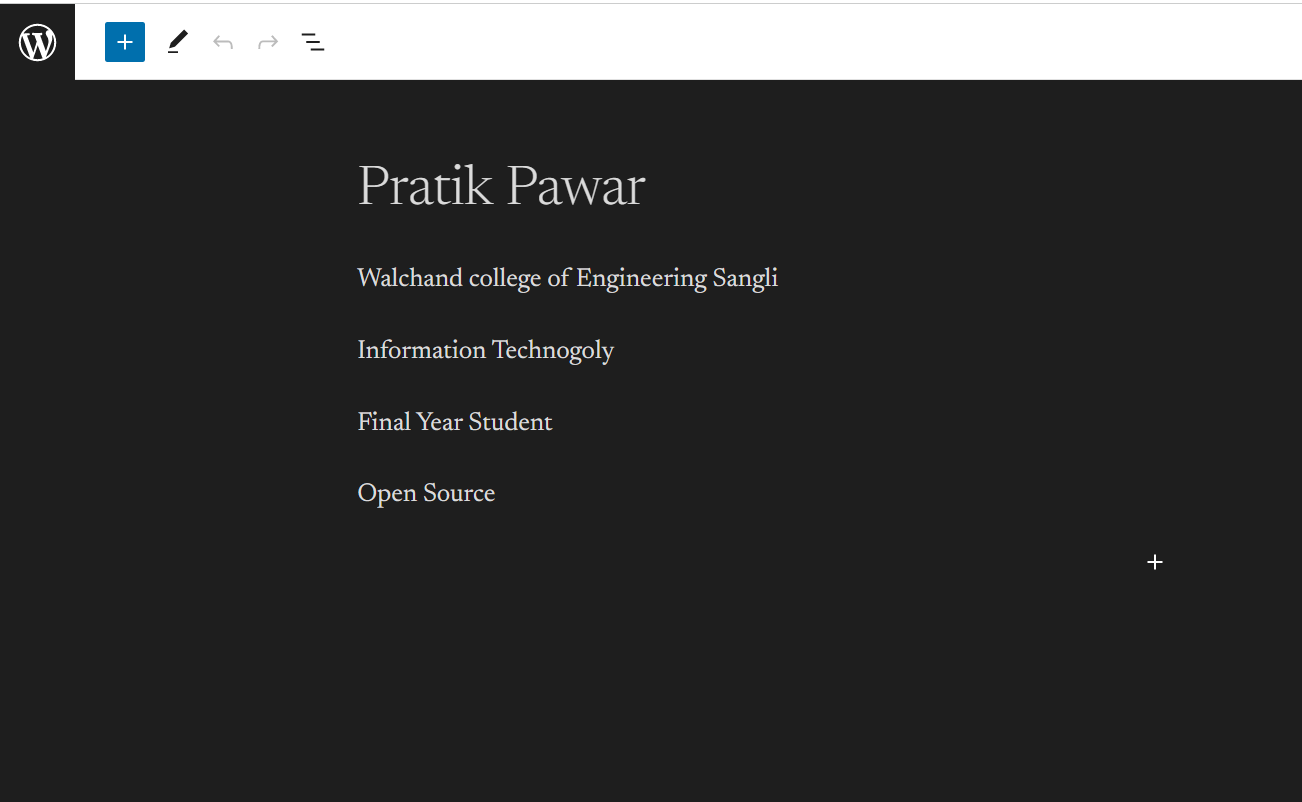 Pratik Pawar
Walchand college of Engineering Sangli
Information Technogoly
Final Year Student
Open Source